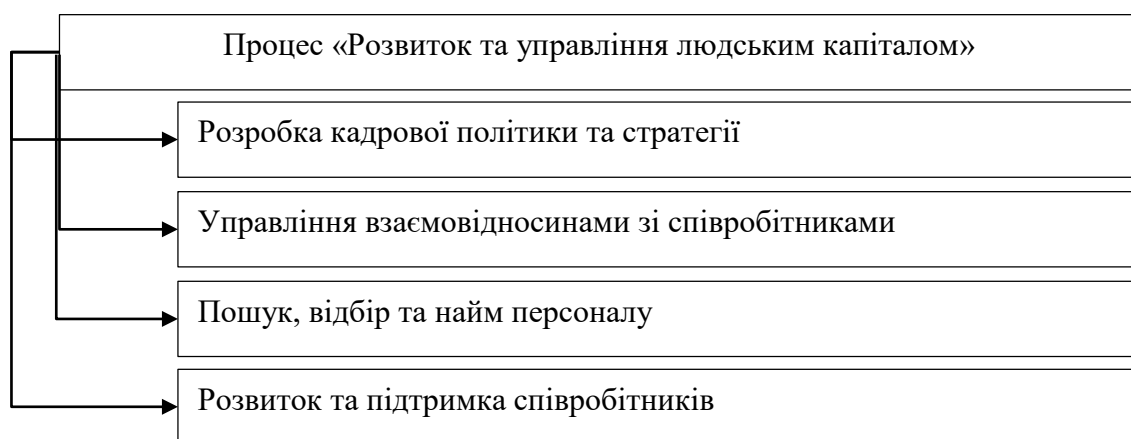 Процес «Розвиток та управління людським капіталом»
Розробка кадрової політики та стратегії
Управління взаємовідносинами зі співробітниками
Пошук, відбір та найм персоналу
Розвиток та підтримка співробітників